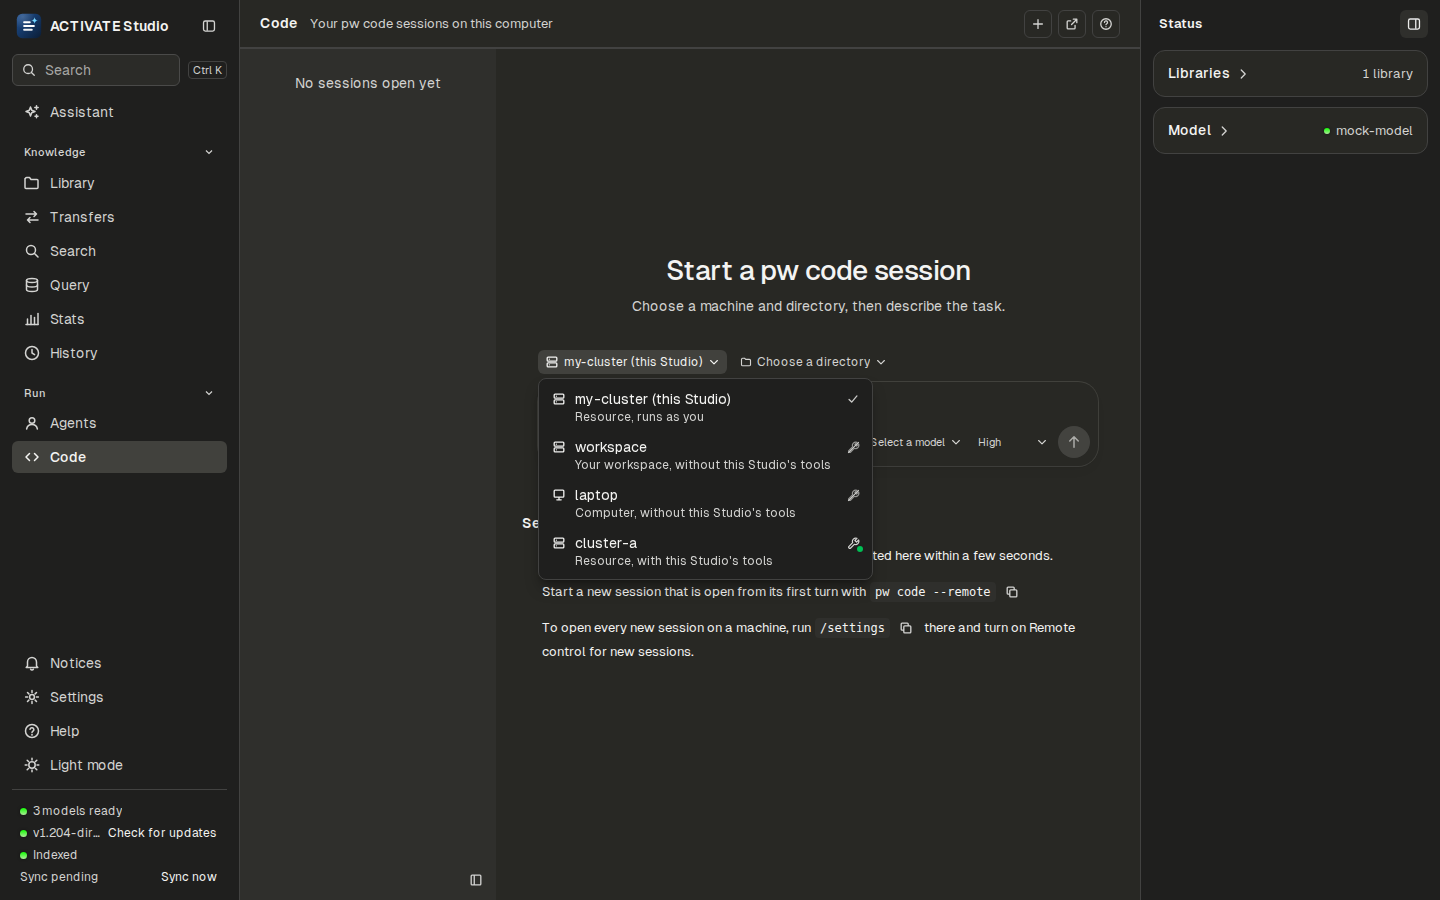 ACTIVATE Studio
Search
Ctrl K
Assistant
Knowledge
Library
Transfers
Search
Query
Stats
History
Run
Agents
Code
Notices
Settings
Help
Light mode
3 models ready
v1.204-dir... Check for updates
Indexed
Sync pending Sync now
Code Your pw code sessions on this computer
No sessions open yet
Start a pw code session
Choose a machine and directory, then describe the task.
my-cluster (this Studio) Choose a directory
my-cluster (this Studio)
Resource, runs as you
workspace
Your workspace, without this Studio's tools
laptop
Computer, without this Studio's tools
cluster-a
Resource, with this Studio's tools
Select a model High
Se
ted here within a few seconds.
Start a new session that is open from its first turn with pw code --remote
To open every new session on a machine, run /settings there and turn on Remote
control for new sessions.
Status
Libraries 1 library
Model mock-model